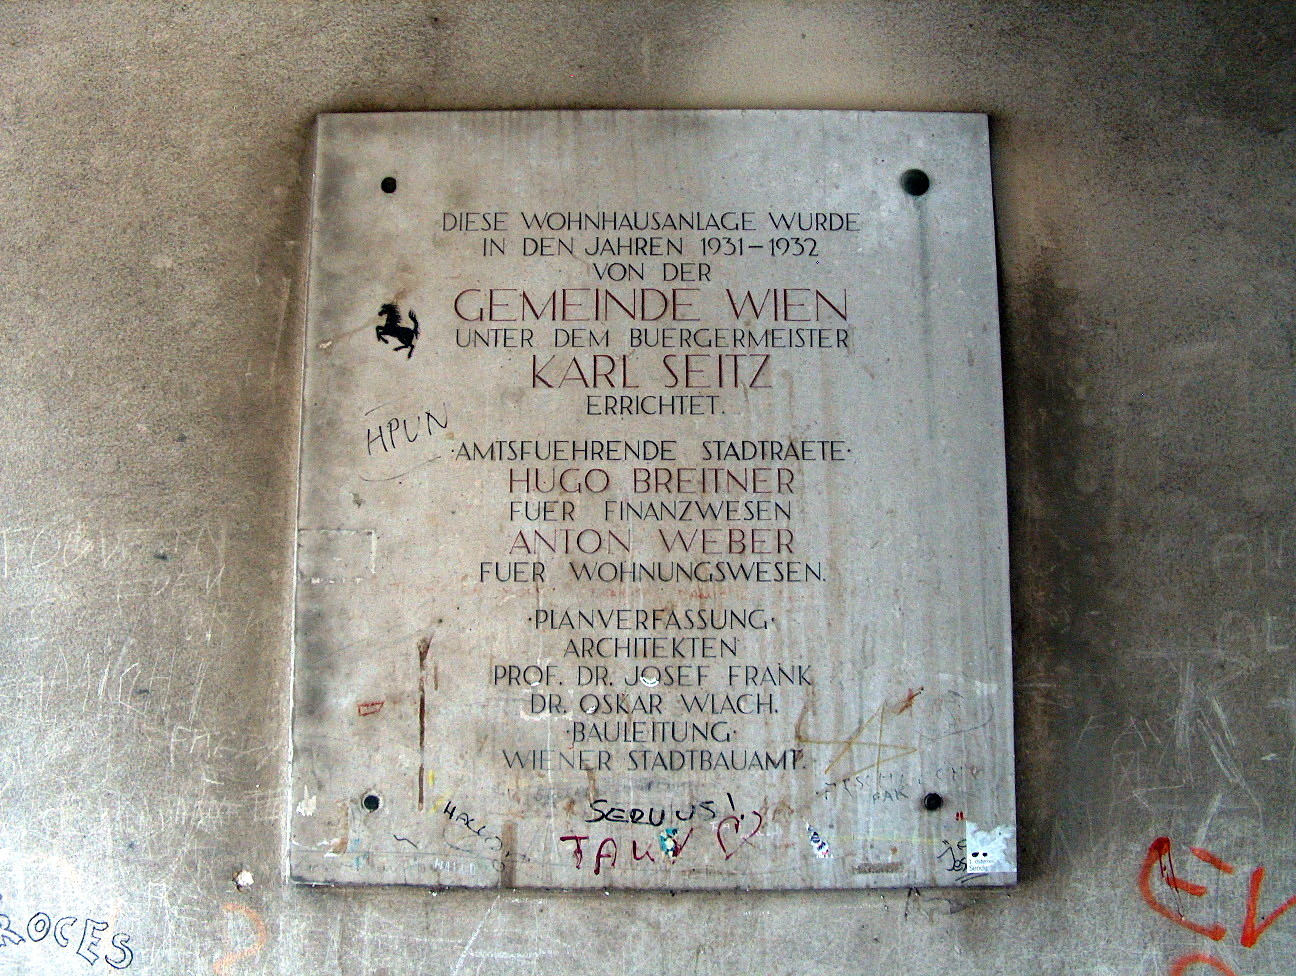 DIESE WOHNHAUSANLAGE WURDE
IN DEN JAHREN 1931-1932
VON DER
GEMEINDE WIEN
UNTER DEM BUERGERMEISTER
KARL SEITZ
ERRICHTET.
HPUN
·AMTSFUEHRENDE STADTRAETE·
HUGO BREITNER
FUER FINANZWESEN
ANTON WEBER
FUER WOHNUNGSWESEN.
·PLANVERFASSUNG·
ARCHITEKTEN
PROF. DR. JOSEF FRANK
DR. OSKAR WLACH.
·BAULEITUNG·
WIENER STADTBAUAMT.
HALLO
SERVUS!
ROCES